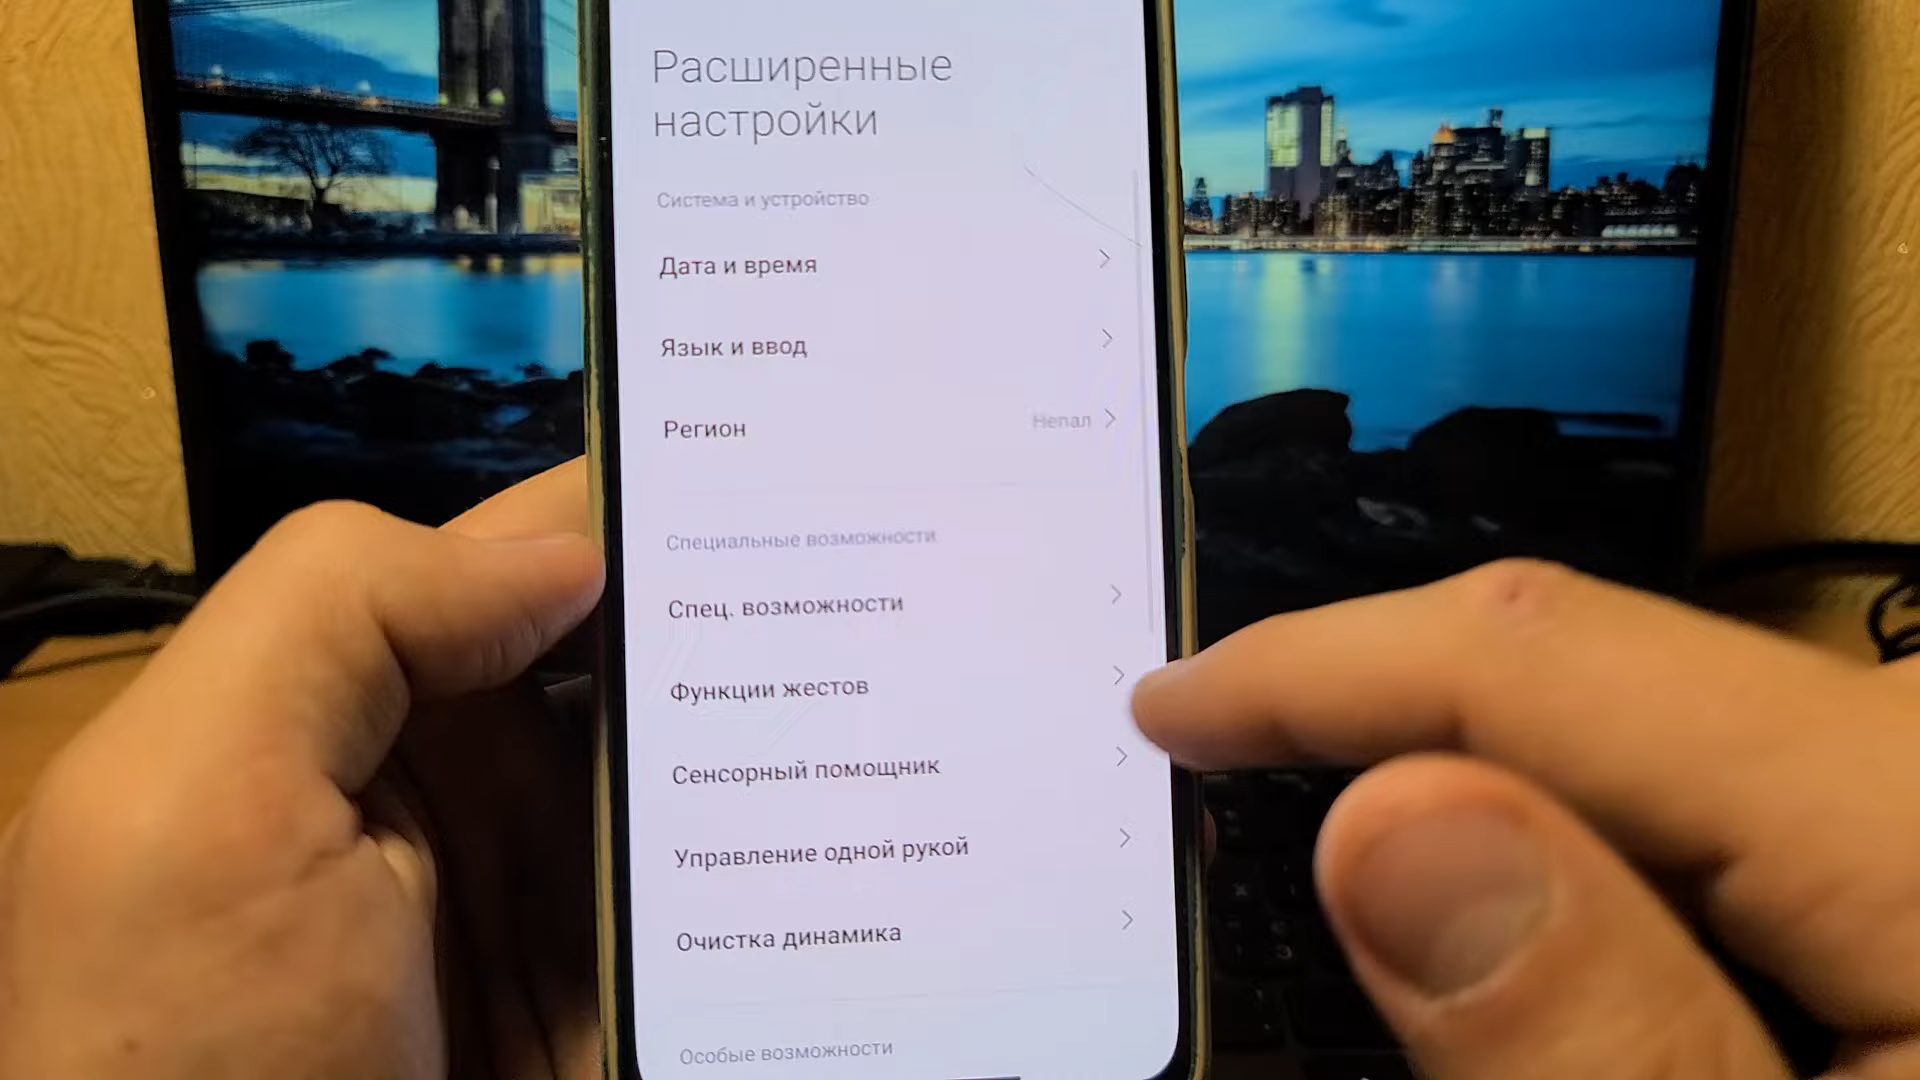 Расширенные
настройки
Система и устройство
Дата и время
Язык и ввод
Регион
Непал
Специальные возможности
Спец. возможности
Функции жестов
Сенсорный помощник
Управление одной рукой
Очистка динамика
Особые возможности